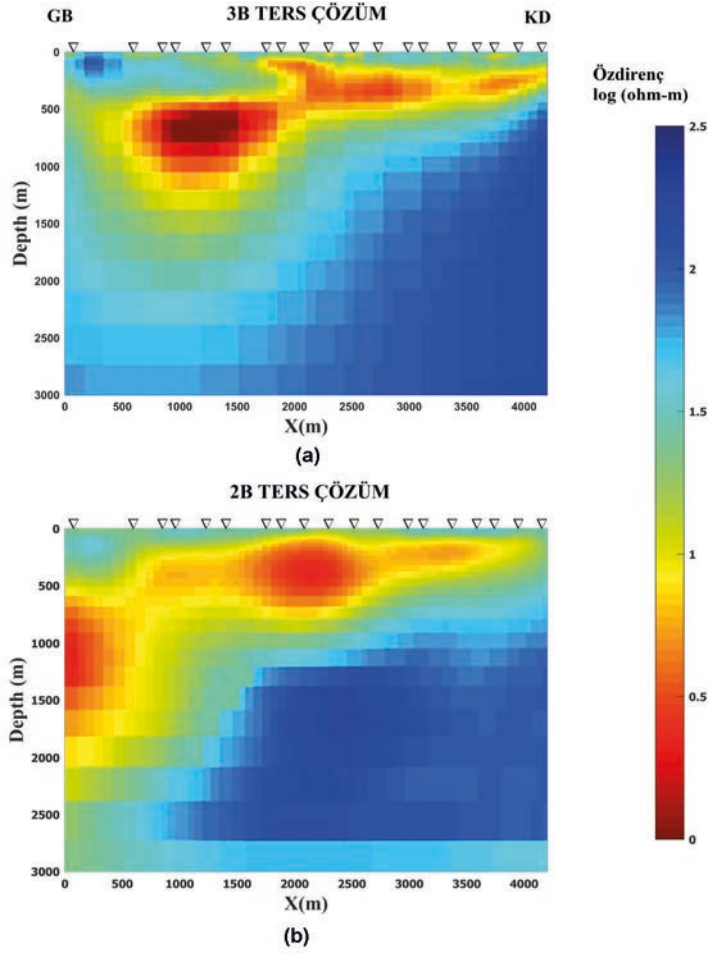 GB 3B TERS ÇÖZÜM KD
0
500
1000
1500
2000
2500
3000
Depth (m)
0 500 1000 1500 2000 2500 3000 3500 4000
X(m)
(a)
Özdirenç
log (ohm-m)
2.5
2
1.5
1
0.5
0
2B TERS ÇÖZÜM
0
500
1000
1500
2000
2500
3000
Depth (m)
0 500 1000 1500 2000 2500 3000 3500 4000
X(m)
(b)